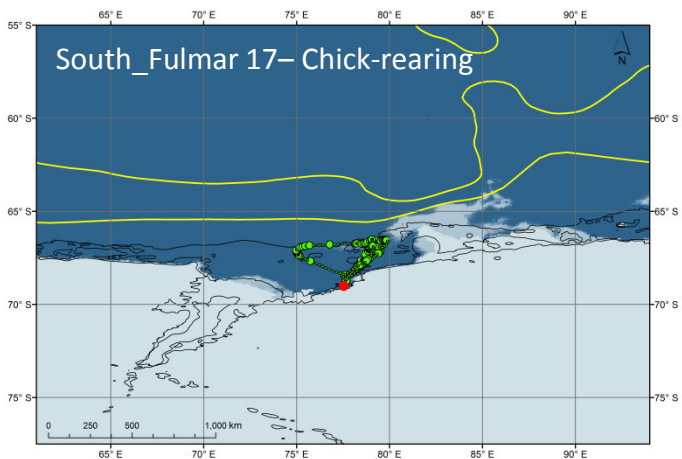 65° E 70° E 75° E 80° E 85° E 90° E
55° S
South_Fulmar 17– Chick-rearing
N
60° S 60° S
65° S 65° S
70° S 70° S
75° S 75° S
0 250 500 1,000 km
65° E 70° E 75° E 80° E 85° E 90° E